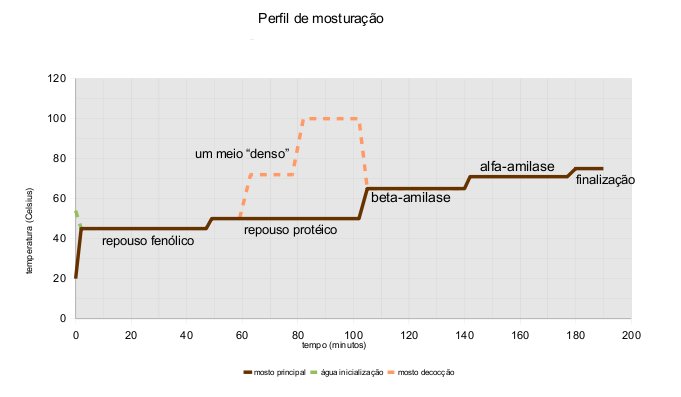 Perfil de mosturação
120
100
80
60
40
20
0
temperatura (Celsius)
um meio “denso”
alfa-amilase
finalização
beta-amilase
repouso protéico
repouso fenólico
0 20 40 60 80 100 120 140 160 180 200
tempo (minutos)
mosto principal água inicialização mosto decocção